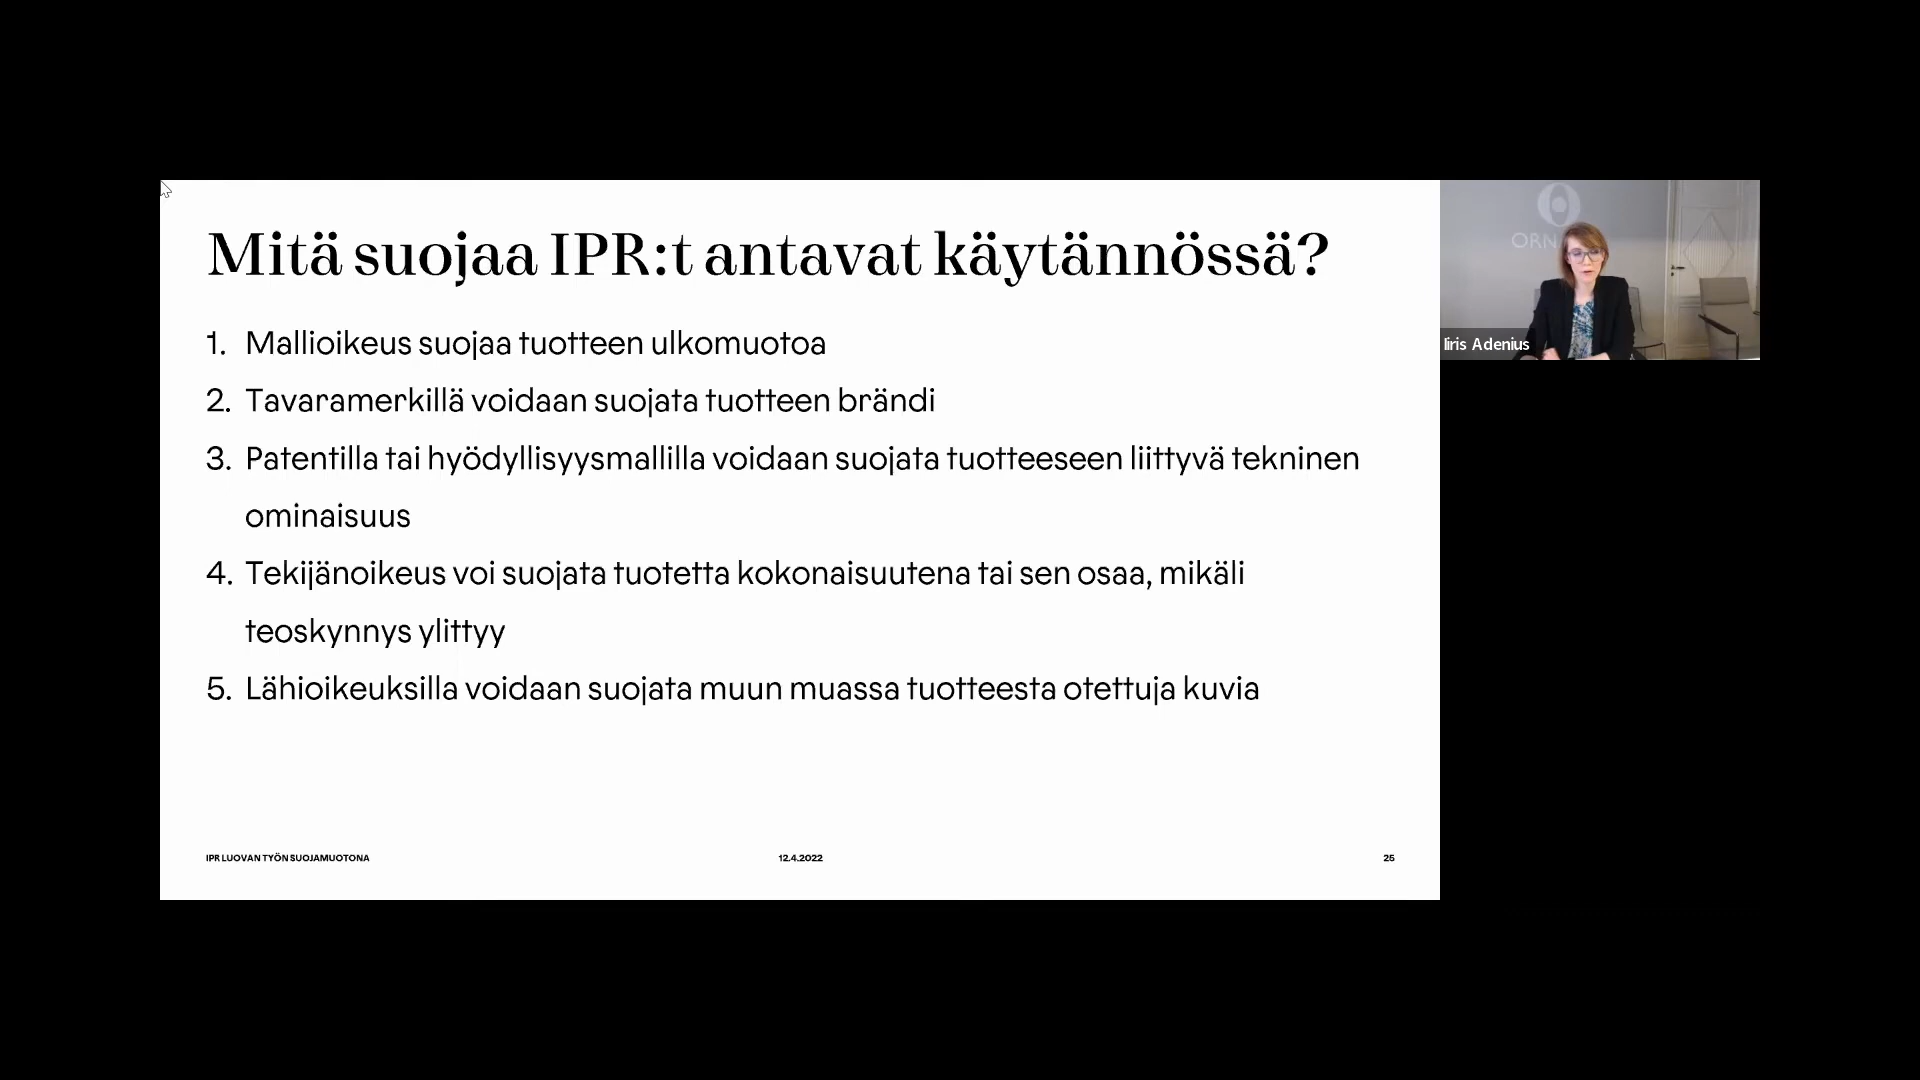 Mitä suojaa IPR:t antavat käytännössä?
1. Mallioikeus suojaa tuotteen ulkomuotoa
2. Tavaramerkillä voidaan suojata tuotteen brändi
3. Patentilla tai hyödyllisyysmallilla voidaan suojata tuotteeseen liittyvä tekninen
ominaisuus
4. Tekijänoikeus voi suojata tuotetta kokonaisuutena tai sen osaa, mikäli
teoskynnys ylittyy
5. Lähioikeuksilla voidaan suojata muun muassa tuotteesta otettuja kuvia
IPR LUOVAN TYÖN SUOJAMUOTONA
12.4.2022
25
ORN
Iiris Adenius